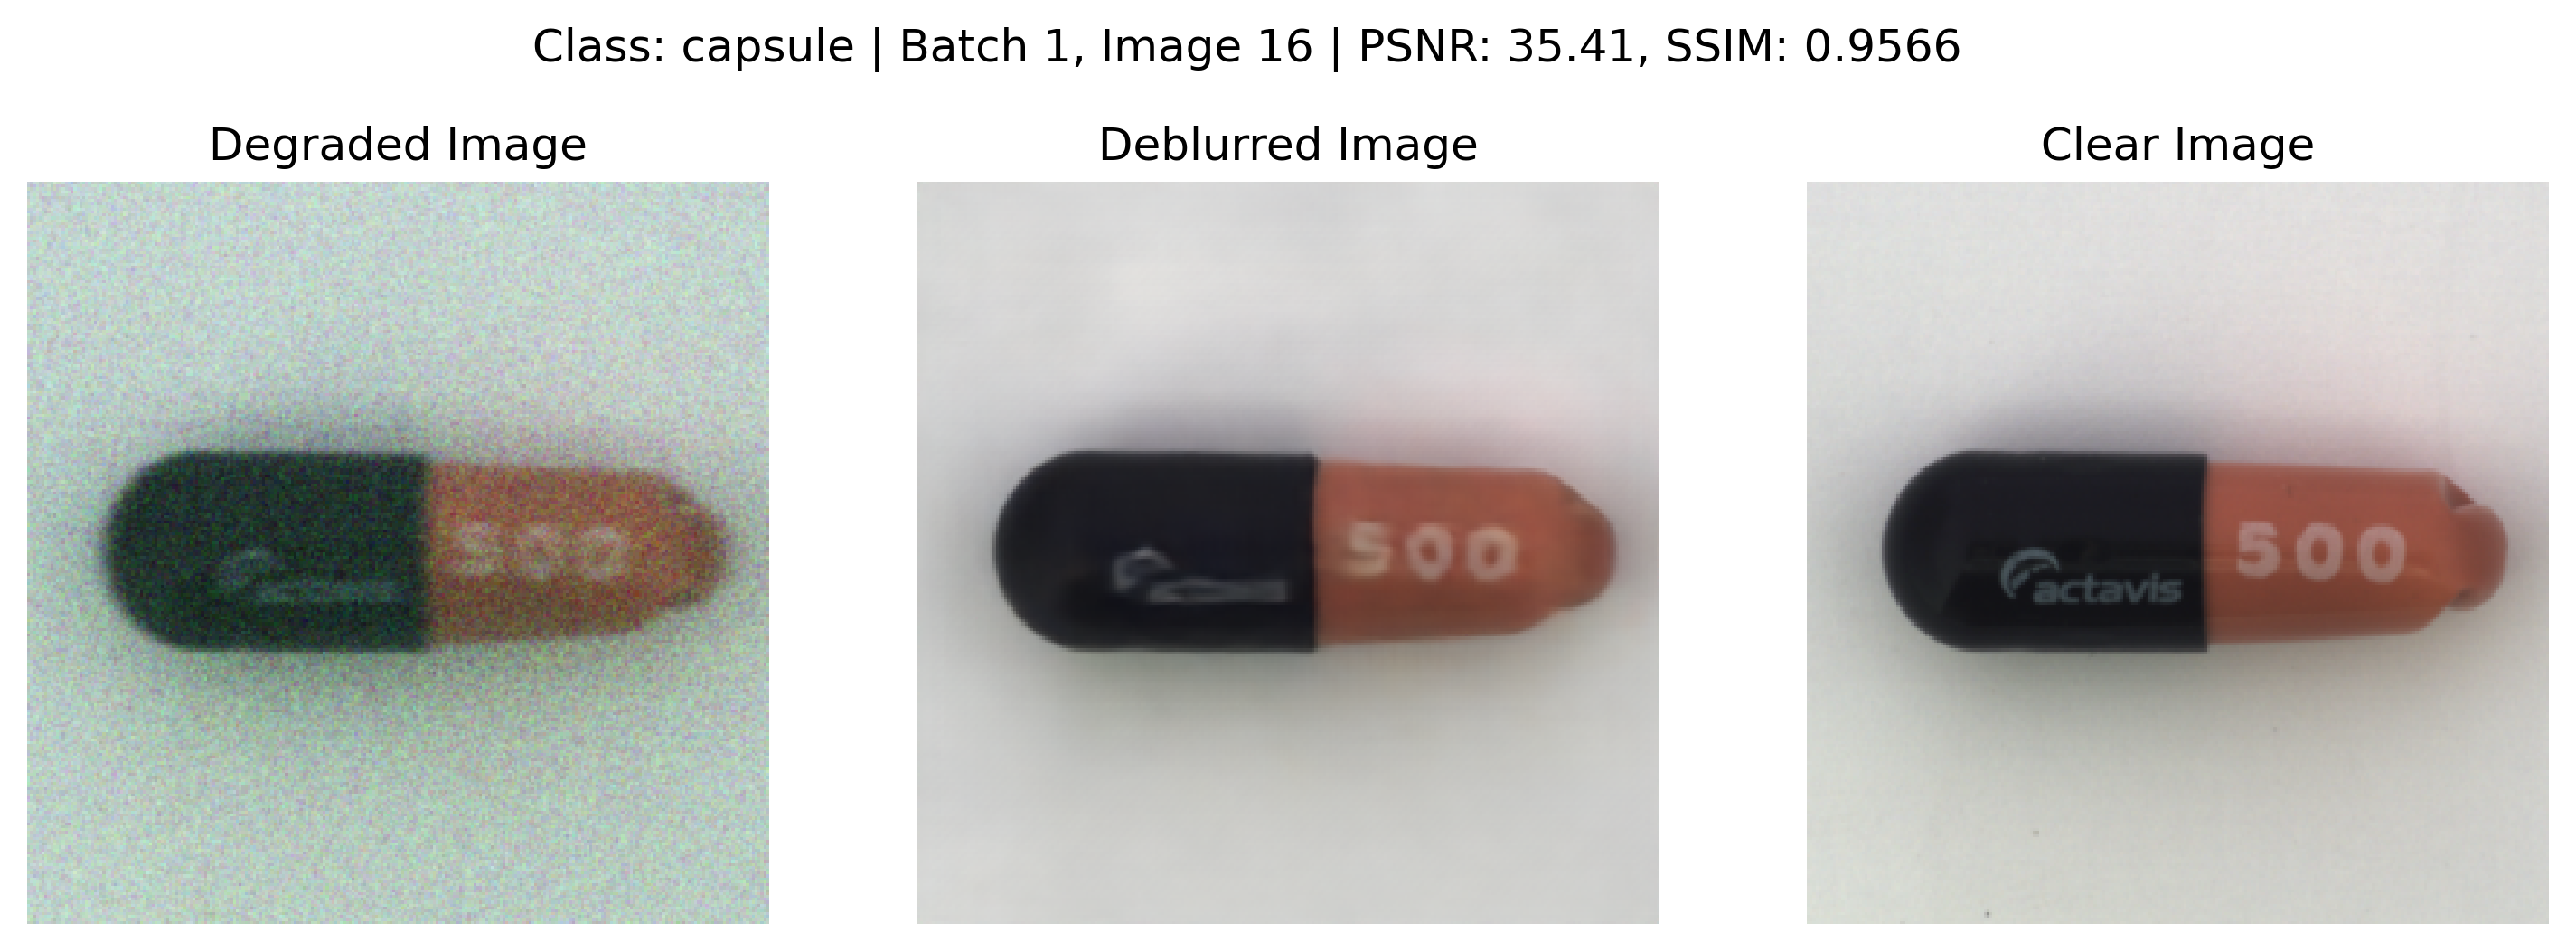 Class: capsule | Batch 1, Image 16 | PSNR: 35.41, SSIM: 0.9566
Degraded Image Deblurred Image Clear Image
500 500 500
actavis